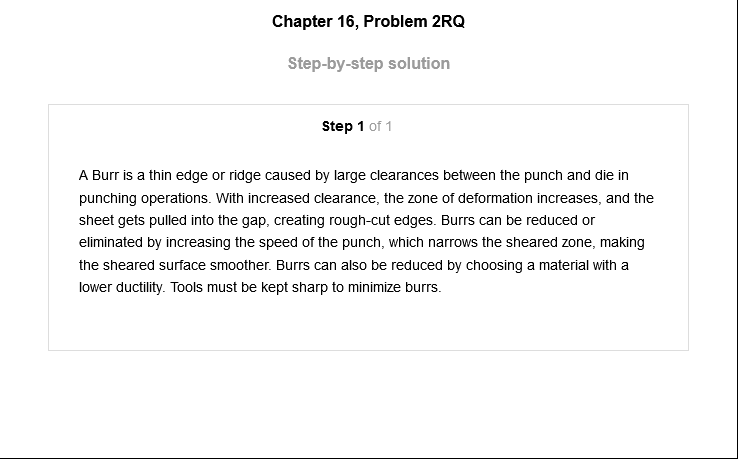 Chapter 16, Problem 2RQ
Step-by-step solution
Step 1 of 1
A Burr is a thin edge or ridge caused by large clearances between the punch and die in
punching operations. With increased clearance, the zone of deformation increases, and the
sheet gets pulled into the gap, creating rough-cut edges. Burrs can be reduced or
eliminated by increasing the speed of the punch, which narrows the sheared zone, making
the sheared surface smoother. Burrs can also be reduced by choosing a material with a
lower ductility. Tools must be kept sharp to minimize burrs.